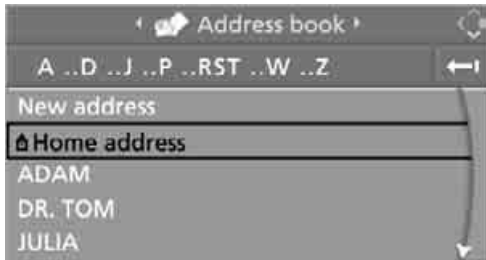 Address book
A ..D ..J ..P ..RST ..W ..Z
New address
Home address
ADAM
DR. TOM
JULIA